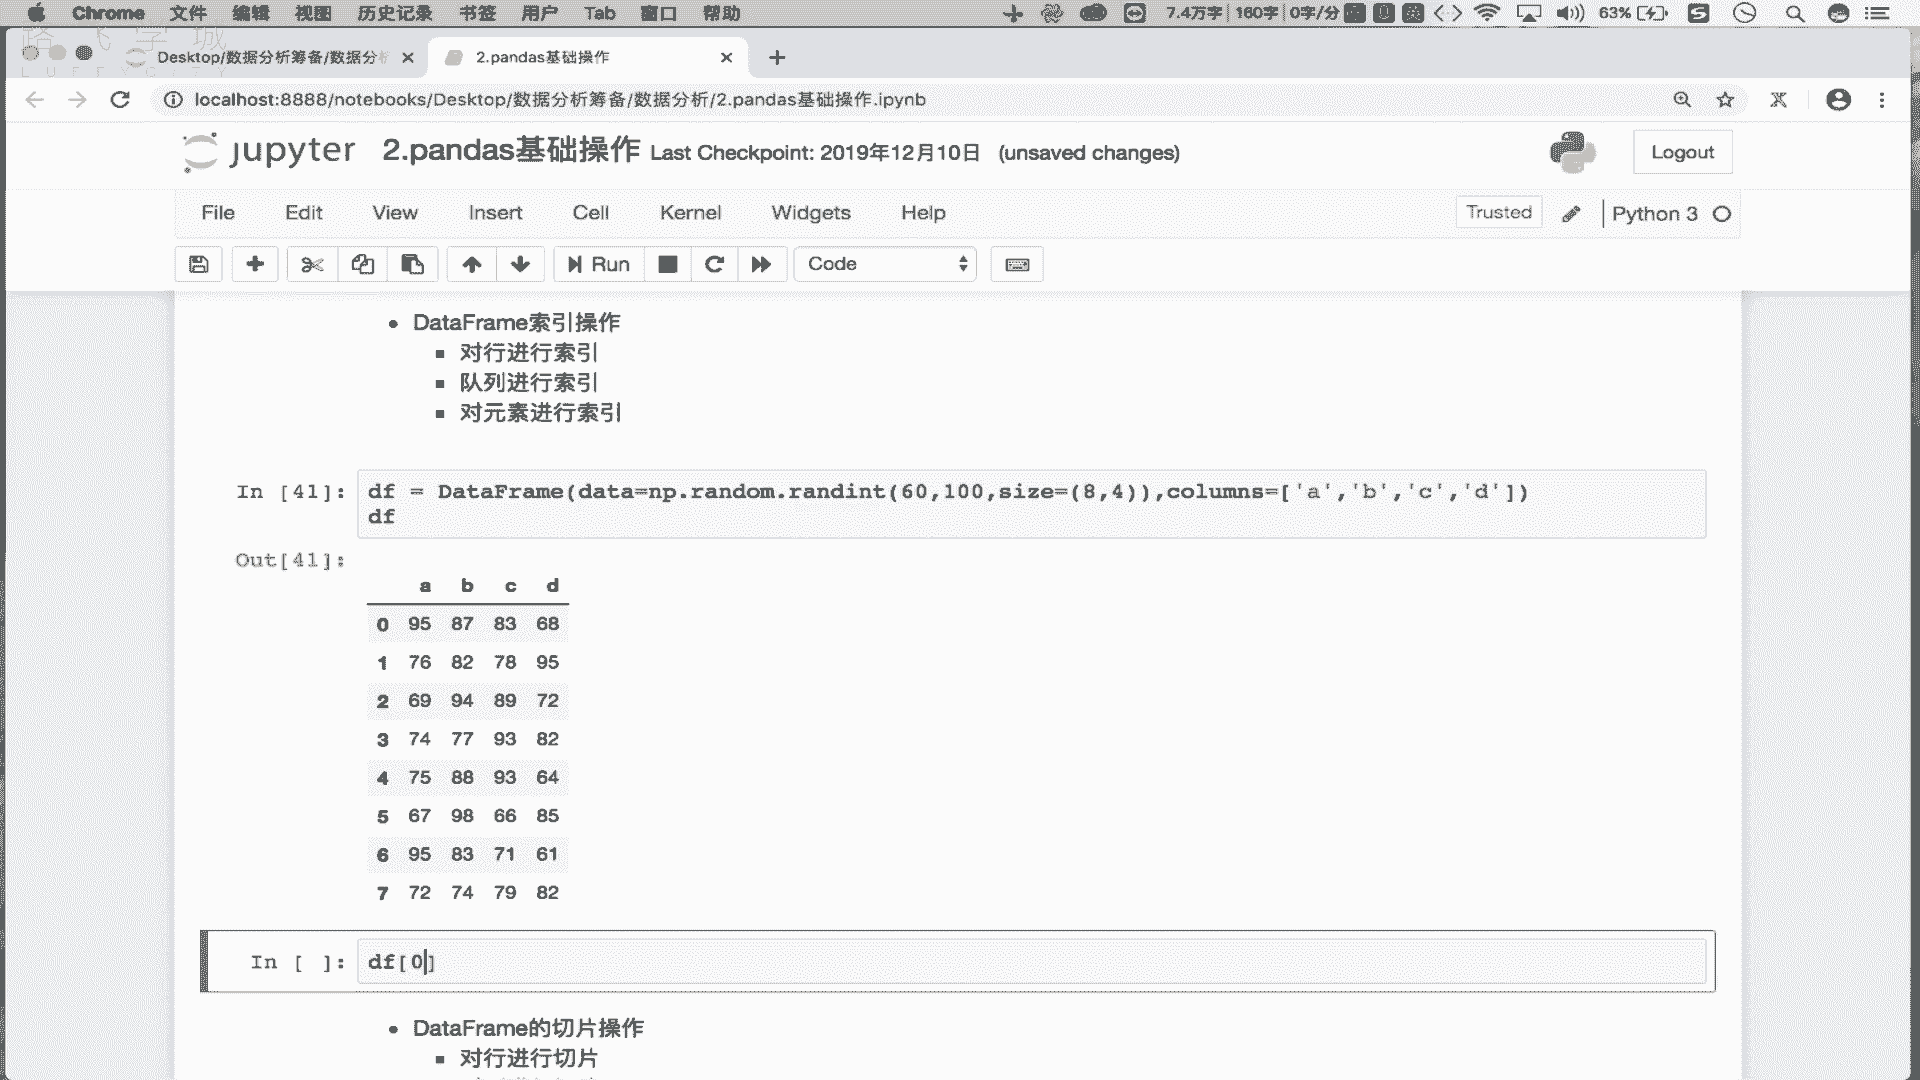 Chrome 文件 编辑 视图 历史记录 书签 用户 Tab 窗口 帮助 7.4万字 160字 0字/分 63%
Desktop/数据分析筹备/数据分析 2.pandas基础操作
localhost:8888/notebooks/Desktop/数据分析筹备/数据分析/2.pandas基础操作.ipynb
jupyter 2.pandas基础操作 Last Checkpoint: 2019年12月10日 (unsaved changes) Logout
File Edit View Insert Cell Kernel Widgets Help Trusted Python 3
Run Code
DataFrame索引操作
对行进行索引
队列进行索引
对元素进行索引
In [41]: df = DataFrame(data=np.random.randint(60,100,size=(8,4)),columns=['a','b','c','d'])
df
Out[41]:
a b c d
0 95 87 83 68
1 76 82 78 95
2 69 94 89 72
3 74 77 93 82
4 75 88 93 64
5 67 98 66 85
6 95 83 71 61
7 72 74 79 82
In [ ]: df[0]
DataFrame的切片操作
对行进行切片